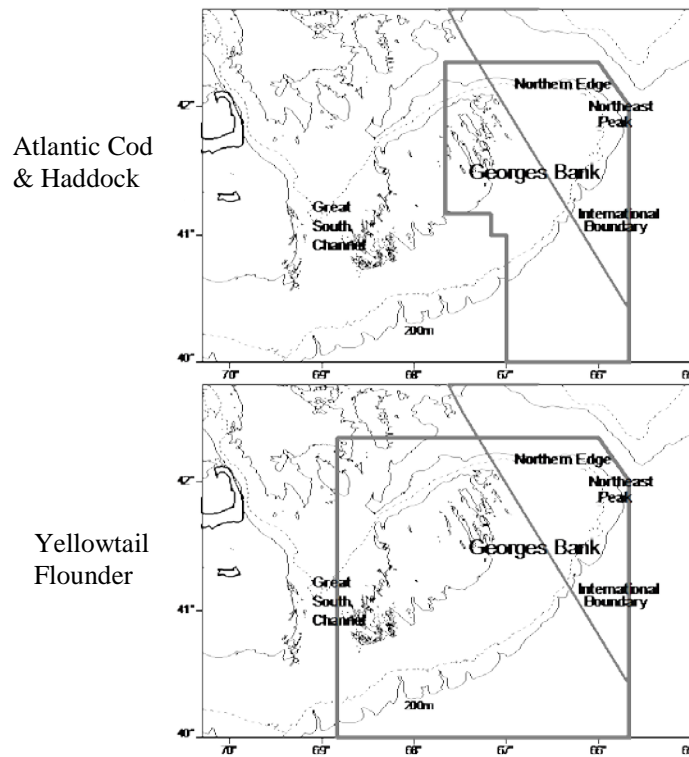 Atlantic Cod
& Haddock
Northern Edge
42°
Northeast
Peak
Georges Bank
Great
South
Channel
International
Boundary
41°
200m
40°
70° 69° 68° 67° 66°
Yellowtail
Flounder
Northern Edge
42°
Northeast
Peak
Georges Bank
Great
South
Channel
International
Boundary
41°
200m
40°
70° 69° 68° 67° 66°